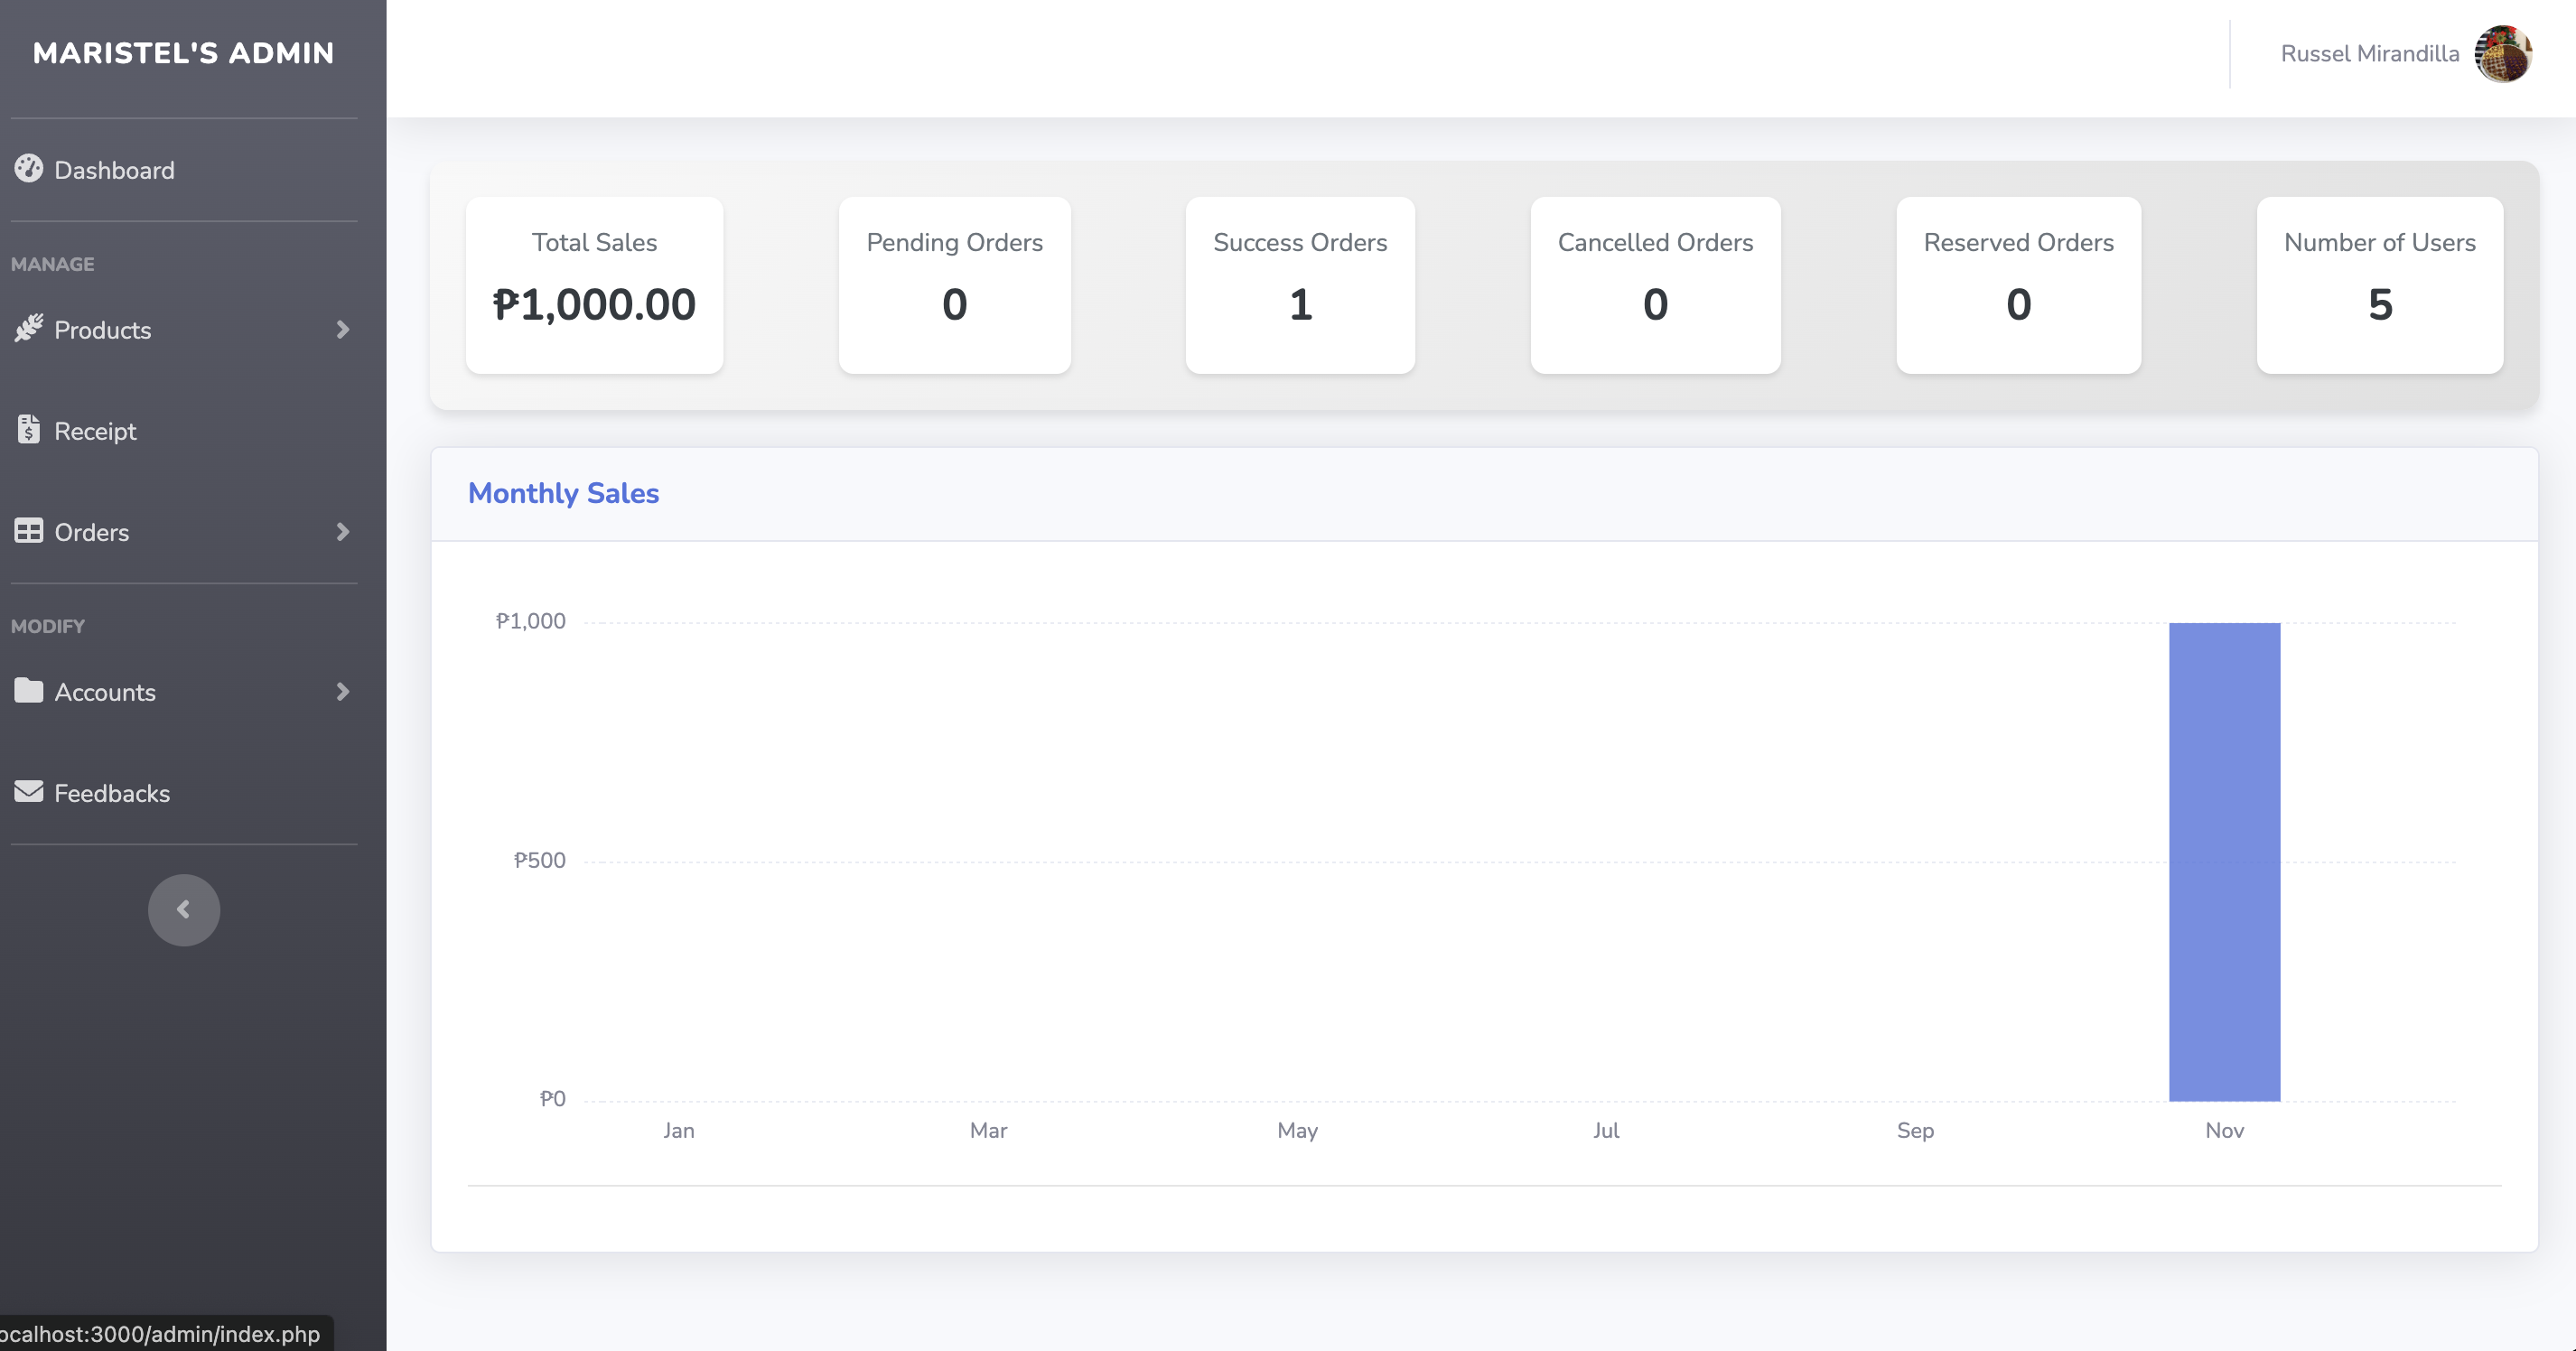 MARISTEL'S ADMIN
Russel Mirandilla
Dashboard
MANAGE
Products
Receipt
Orders
MODIFY
Accounts
Feedbacks
Total Sales
₱1,000.00
Pending Orders
0
Success Orders
1
Cancelled Orders
0
Reserved Orders
0
Number of Users
5
Monthly Sales
₱1,000
₱500
₱0
Jan Mar May Jul Sep Nov
ocalhost:3000/admin/index.php